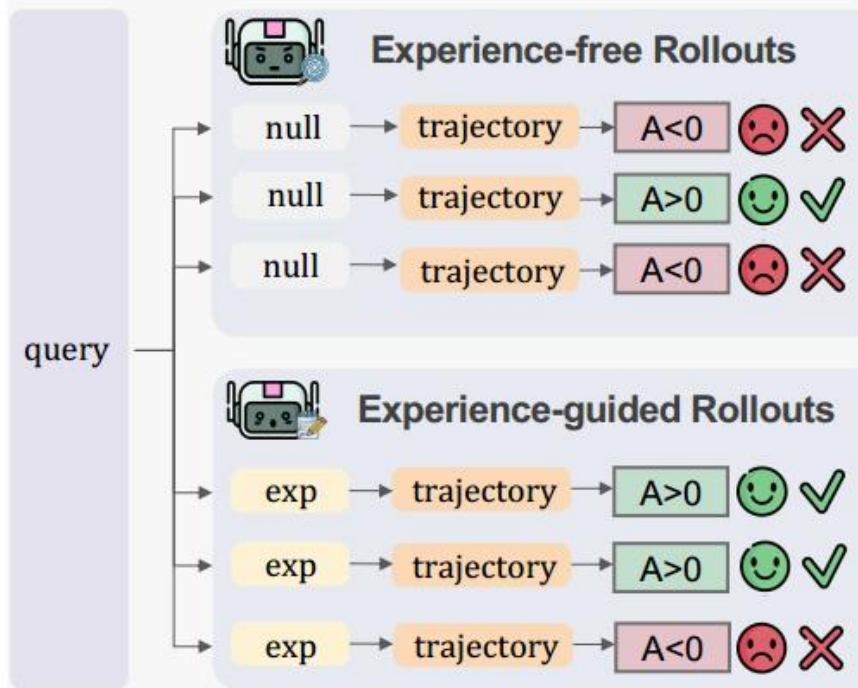 Experience-free Rollouts
null trajectory A<0
null trajectory A>0
null trajectory A<0
query
Experience-guided Rollouts
exp trajectory A>0
exp trajectory A>0
exp trajectory A<0